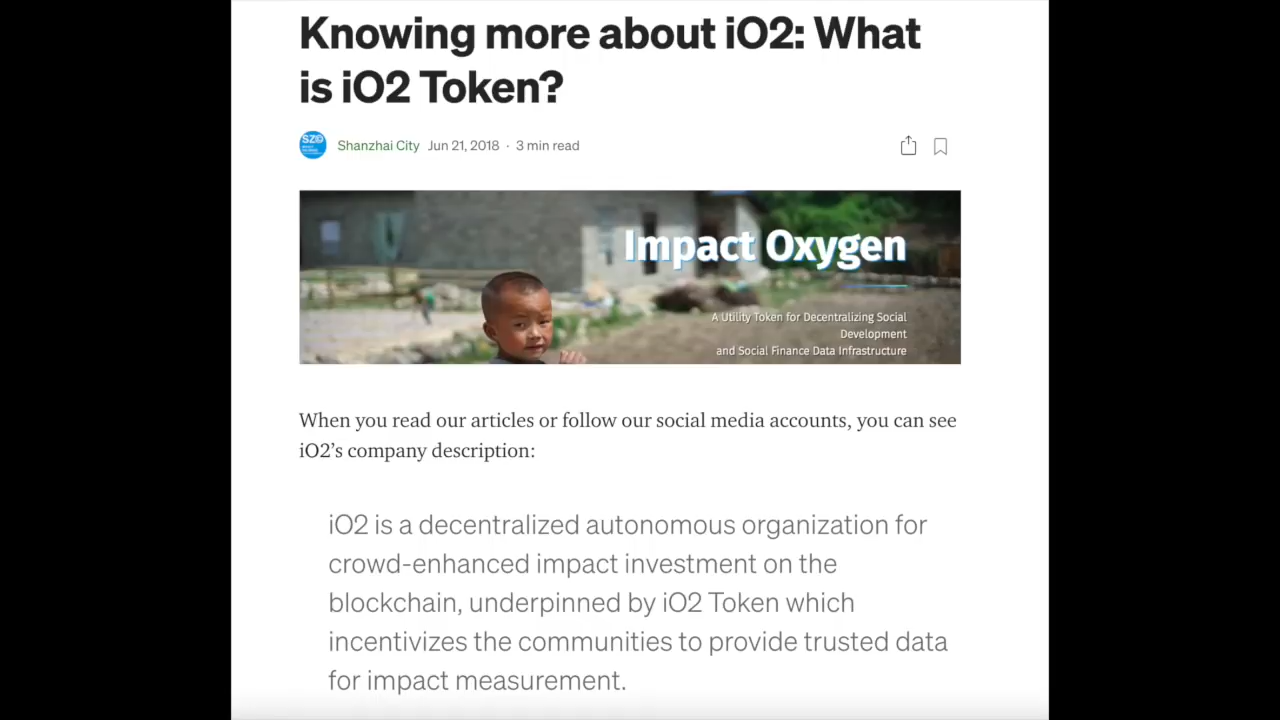 Knowing more about iO2: What
is iO2 Token?
SZ©
Shanzhai City Jun 21, 2018 · 3 min read
Impact Oxygen
A Utility Token for Decentralizing Social
Development
and Social Finance Data Infrastructure
When you read our articles or follow our social media accounts, you can see
iO2’s company description:
iO2 is a decentralized autonomous organization for
crowd-enhanced impact investment on the
blockchain, underpinned by iO2 Token which
incentivizes the communities to provide trusted data
for impact measurement.